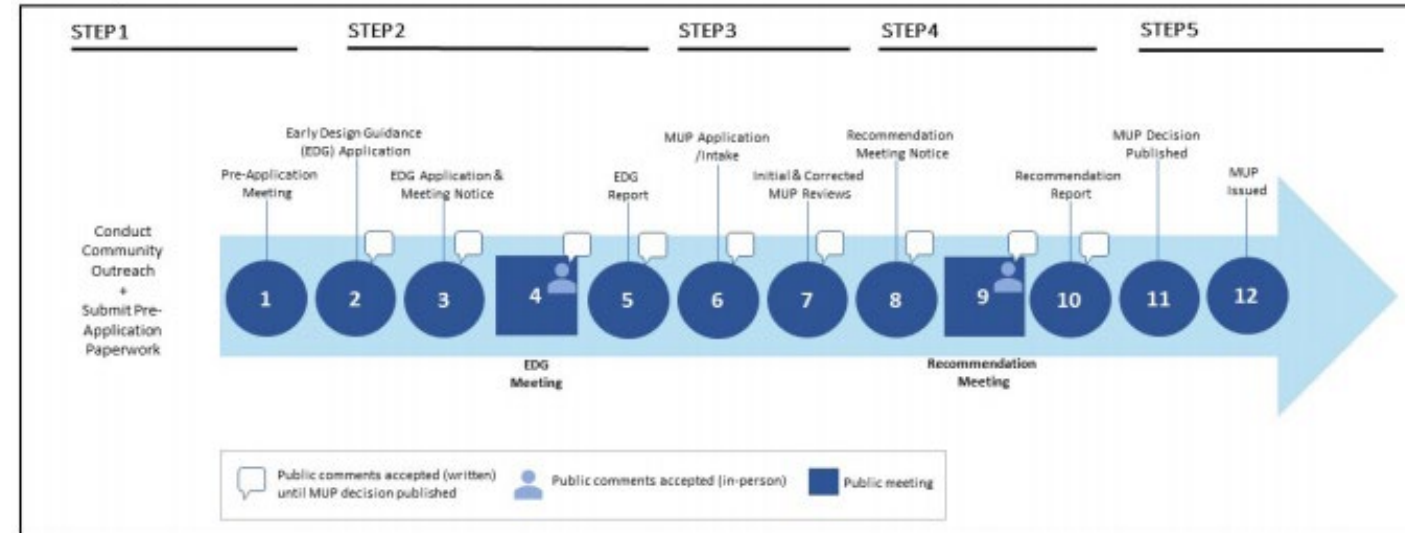 STEP1
STEP2
STEP3
STEP4
STEP5
Conduct
Community
Outreach
+
Submit Pre-
Application
Paperwork
Pre-Application
Meeting
Early Design Guidance
(EDG) Application
EDG Application &
Meeting Notice
EDG
Report
MUP Application
/Intake
Initial & Corrected
MUP Reviews
Recommendation
Meeting Notice
Recommendation
Report
MUP Decision
Published
MUP
Issued
1
2
3
4
5
6
7
8
9
10
11
12
EDG
Meeting
Recommendation
Meeting
Public comments accepted (written)
until MUP decision published
Public comments accepted (in-person)
Public meeting